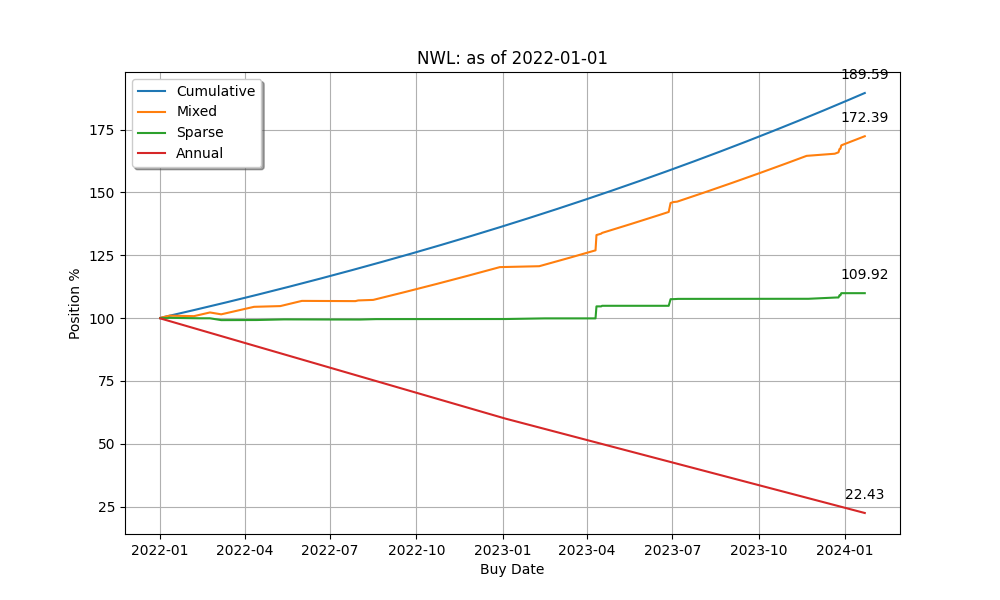 NWL: as of 2022-01-01
Cumulative
Mixed
Sparse
Annual
189.59
172.39
109.92
22.43
Position %
175
150
125
100
75
50
25
2022-01 2022-04 2022-07 2022-10 2023-01 2023-04 2023-07 2023-10 2024-01
Buy Date